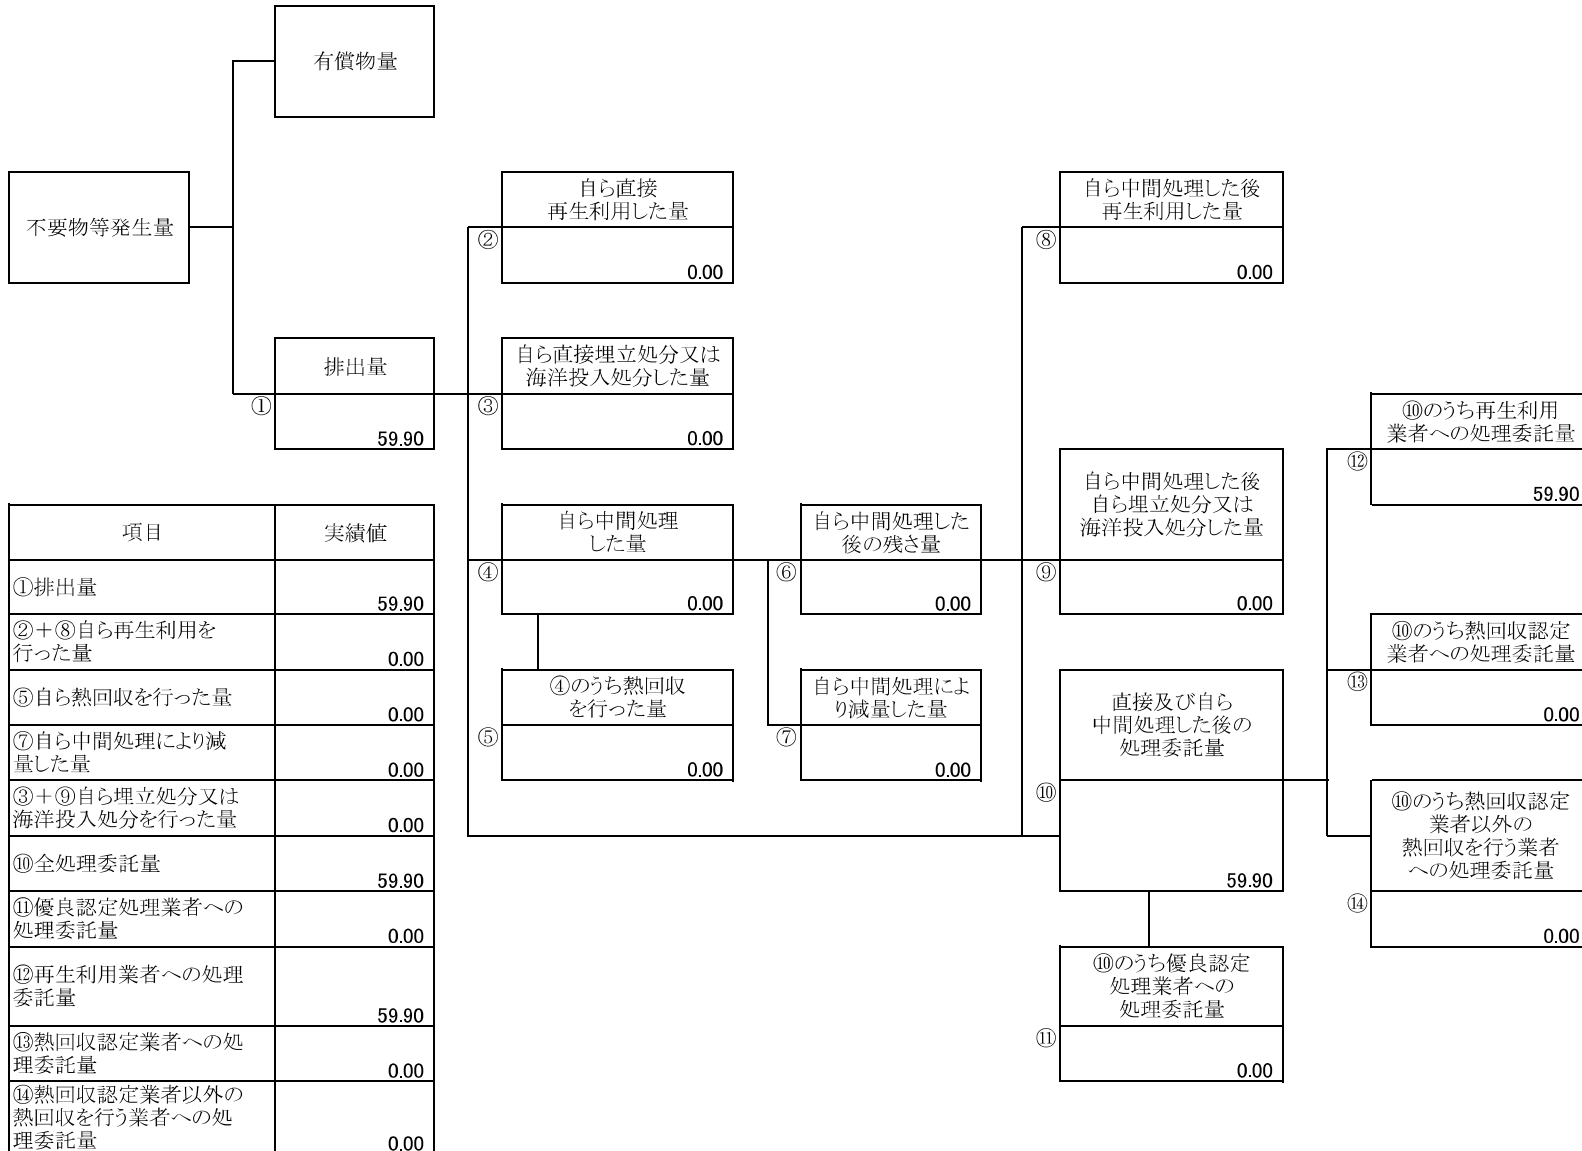 有償物量
不要物等発生量
自ら直接
再生利用した量
②
0.00
自ら中間処理した後
再生利用した量
⑧
0.00
排出量
①
59.90
自ら直接埋立処分又は
海洋投入処分した量
③
0.00
⑩のうち再生利用
業者への処理委託量
⑫
59.90
自ら中間処理
した量
④
0.00
自ら中間処理した
後の残さ量
⑥
0.00
自ら中間処理した後
自ら埋立処分又は
海洋投入処分した量
⑨
0.00
⑩のうち熱回収認定
業者への処理委託量
⑬
0.00
④のうち熱回収
を行った量
⑤
0.00
自ら中間処理によ
り減量した量
⑦
0.00
直接及び自ら
中間処理した後の
処理委託量
⑩
59.90
⑩のうち熱回収認定
業者以外の
熱回収を行う業者
への処理委託量
⑭
0.00
⑩のうち優良認定
処理業者への
処理委託量
⑪
0.00
項目 実績値
①排出量
59.90
②＋⑧自ら再生利用を
行った量
0.00
⑤自ら熱回収を行った量
0.00
⑦自ら中間処理により減
量した量
0.00
③＋⑨自ら埋立処分又は
海洋投入処分を行った量
0.00
⑩全処理委託量
59.90
⑪優良認定処理業者への
処理委託量
0.00
⑫再生利用業者への処理
委託量
59.90
⑬熱回収認定業者への処
理委託量
0.00
⑭熱回収認定業者以外の
熱回収を行う業者への処
理委託量
0.00